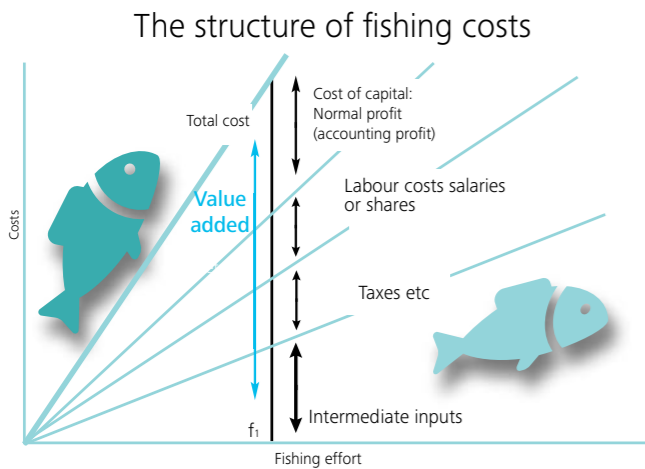 The structure of fishing costs
Cost of capital:
Normal profit
(accounting profit)
Total cost
Labour costs salaries
or shares
Value
added
Costs
Taxes etc
Intermediate inputs
f₁
Fishing effort